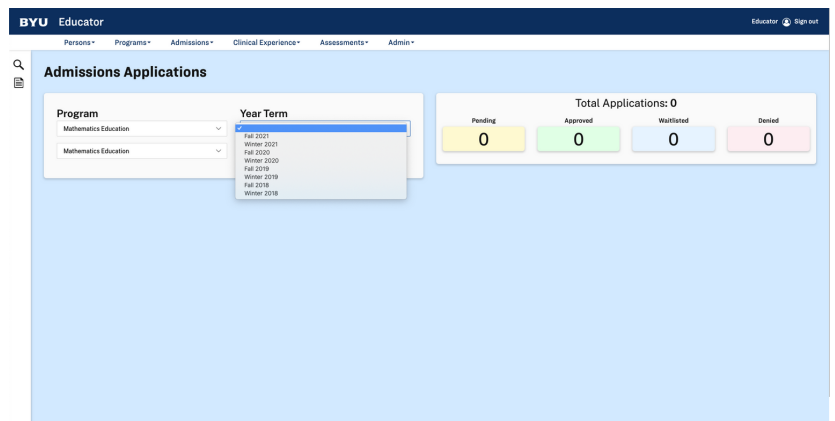 BYU Educator
Educator Sign out
Persons Programs Admissions Clinical Experience Assessments Admin
Admissions Applications
Program
Mathematics Education
Mathematics Education
Year Term
✓
Fall 2021
Winter 2021
Fall 2020
Winter 2020
Fall 2019
Winter 2019
Fall 2018
Winter 2018
Total Applications: 0
Pending Approved Waitlisted Denied
0 0 0 0